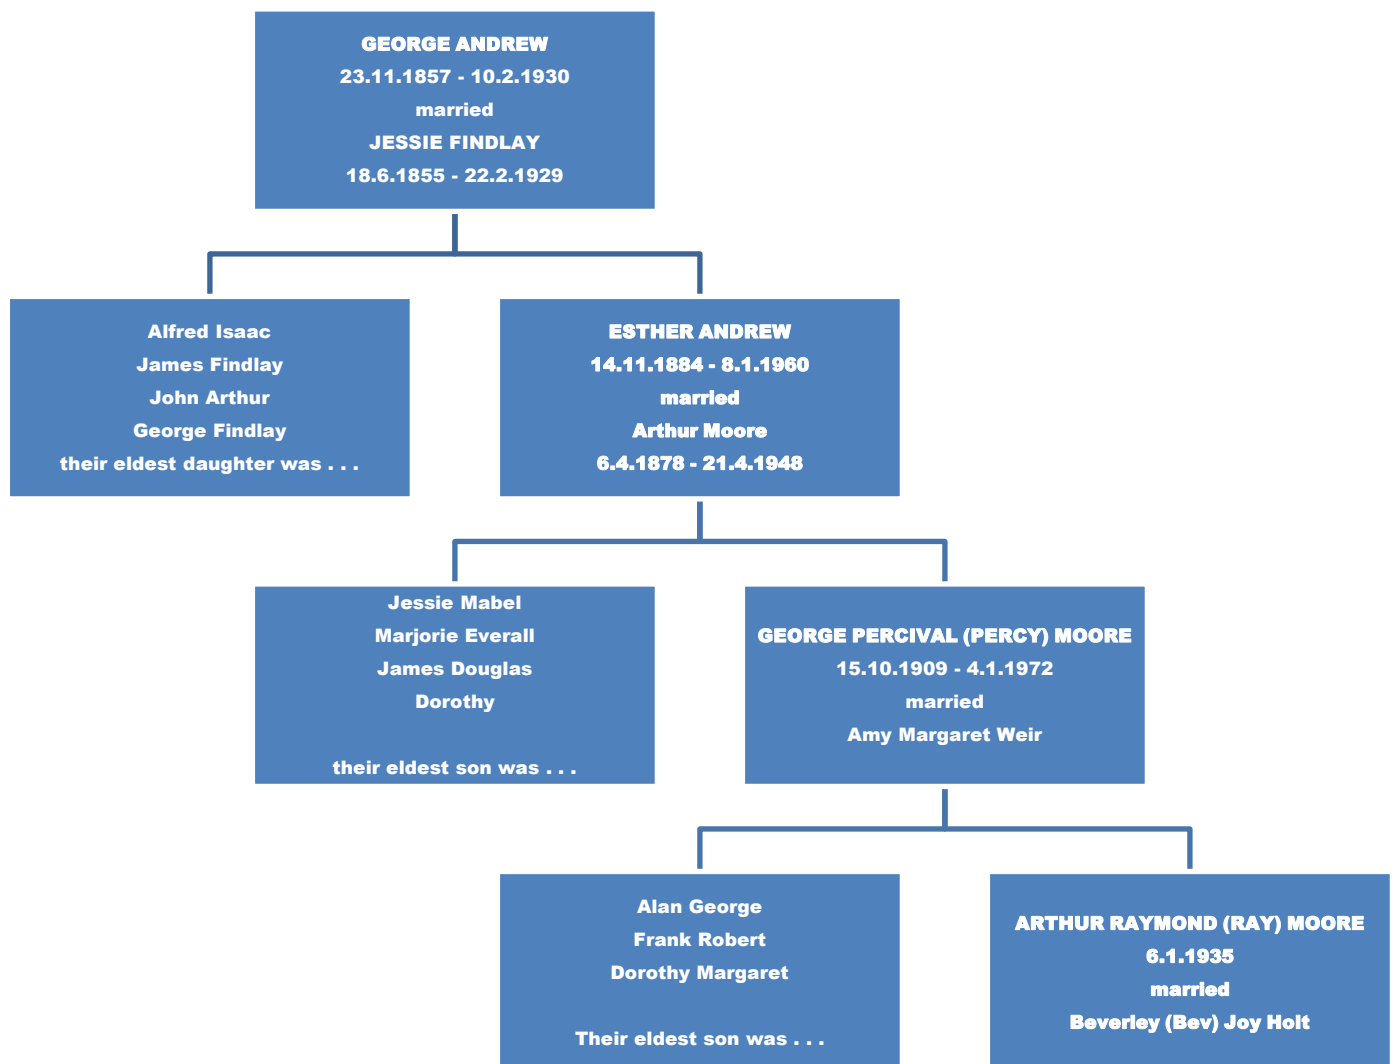 GEORGE ANDREW
23.11.1857 - 10.2.1930
married
JESSIE FINDLAY
18.6.1855 - 22.2.1929
Alfred Isaac
James Findlay
John Arthur
George Findlay
their eldest daughter was . . .
ESTHER ANDREW
14.11.1884 - 8.1.1960
married
Arthur Moore
6.4.1878 - 21.4.1948
Jessie Mabel
Marjorie Everall
James Douglas
Dorothy
their eldest son was . . .
GEORGE PERCIVAL (PERCY) MOORE
15.10.1909 - 4.1.1972
married
Amy Margaret Weir
Alan George
Frank Robert
Dorothy Margaret
Their eldest son was . . .
ARTHUR RAYMOND (RAY) MOORE
6.1.1935
married
Beverley (Bev) Joy Holt